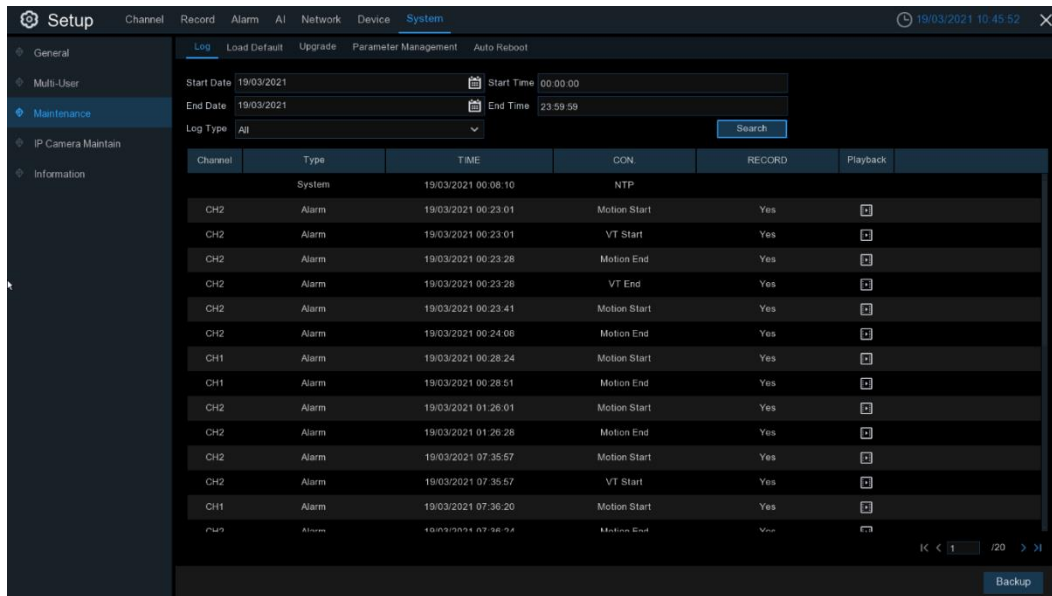 Setup Channel Record Alarm AI Network Device System 19/03/2021 10:45:52
General
Multi-User
Maintenance
IP Camera Maintain
Information
Log Load Default Upgrade Parameter Management Auto Reboot
Start Date 19/03/2021 Start Time 00:00:00
End Date 19/03/2021 End Time 23:59:59
Log Type All Search
Channel Type TIME CON. RECORD Playback
System 19/03/2021 00:08:10 NTP
CH2 Alarm 19/03/2021 00:23:01 Motion Start Yes
CH2 Alarm 19/03/2021 00:23:01 VT Start Yes
CH2 Alarm 19/03/2021 00:23:28 Motion End Yes
CH2 Alarm 19/03/2021 00:23:28 VT End Yes
CH2 Alarm 19/03/2021 00:23:41 Motion Start Yes
CH2 Alarm 19/03/2021 00:24:08 Motion End Yes
CH1 Alarm 19/03/2021 00:28:24 Motion Start Yes
CH1 Alarm 19/03/2021 00:28:51 Motion End Yes
CH2 Alarm 19/03/2021 01:26:01 Motion Start Yes
CH2 Alarm 19/03/2021 01:26:28 Motion End Yes
CH2 Alarm 19/03/2021 07:35:57 Motion Start Yes
CH2 Alarm 19/03/2021 07:35:57 VT Start Yes
CH1 Alarm 19/03/2021 07:36:20 Motion Start Yes
CH2 Alarm 19/03/2021 07:36:24 Motion End Yes
1 /20
Backup